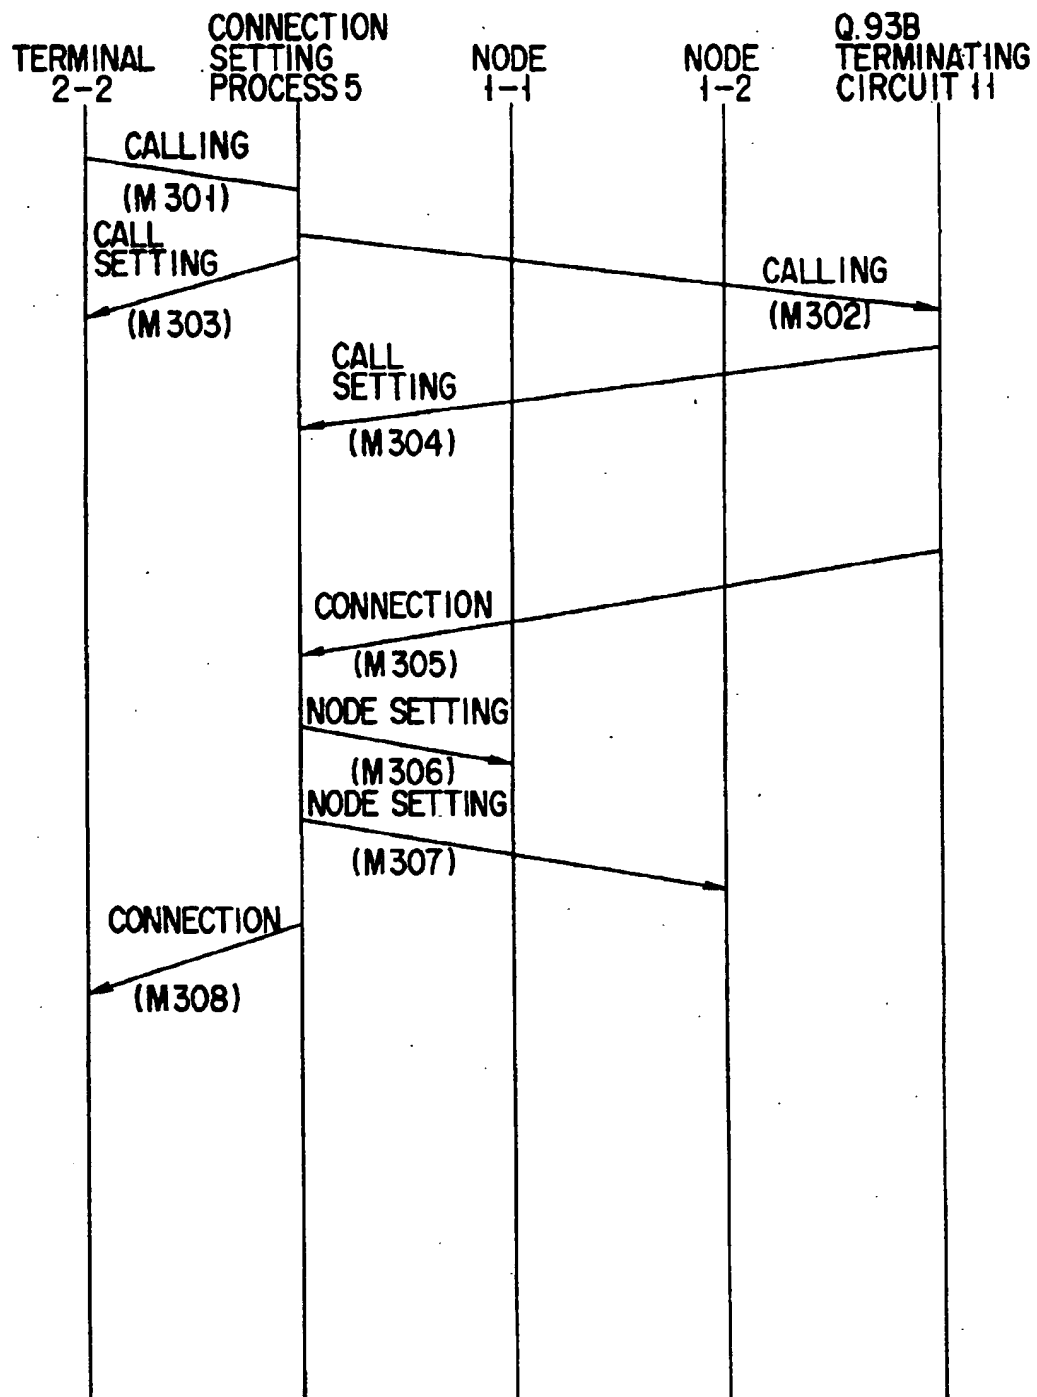 TERMINAL
2-2
CONNECTION
SETTING
PROCESS 5
NODE
1-1
NODE
1-2
Q.93B
TERMINATING
CIRCUIT 11
CALLING
(M301)
CALL
SETTING
(M303)
CALLING
(M302)
CALL
SETTING
(M304)
CONNECTION
(M305)
NODE SETTING
(M306)
NODE SETTING
(M307)
CONNECTION
(M308)